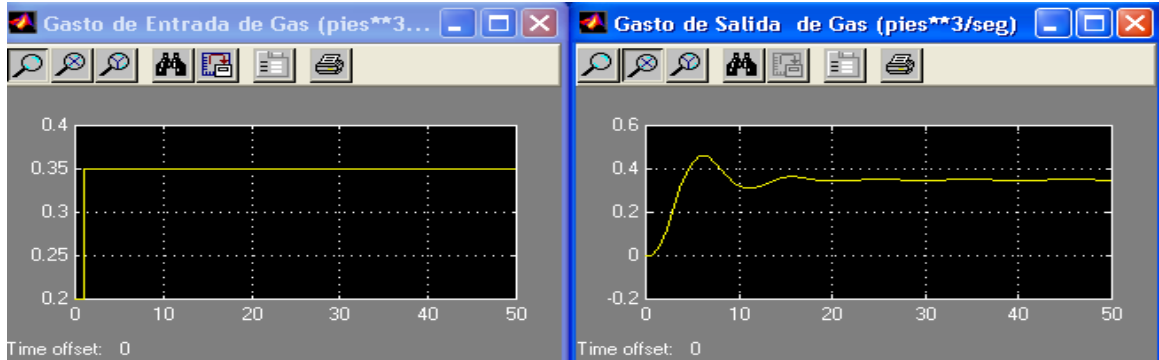 Gasto de Entrada de Gas (pies**3...
0.4
0.35
0.3
0.25
0.2
0 10 20 30 40 50
Time offset: 0
Gasto de Salida de Gas (pies**3/seg)
0.6
0.4
0.2
0
-0.2
0 10 20 30 40 50
Time offset: 0